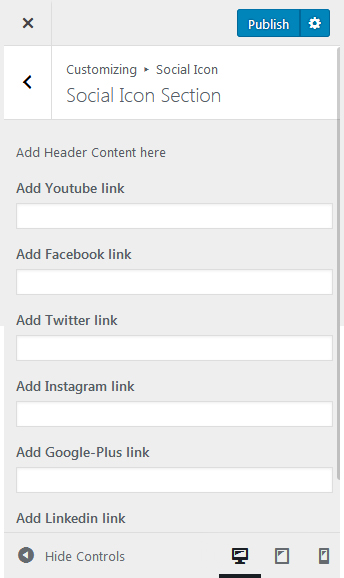 Publish
Customizing ▸ Social Icon
Social Icon Section
Add Header Content here
Add Youtube link
Add Facebook link
Add Twitter link
Add Instagram link
Add Google-Plus link
Add Linkedin link
Hide Controls